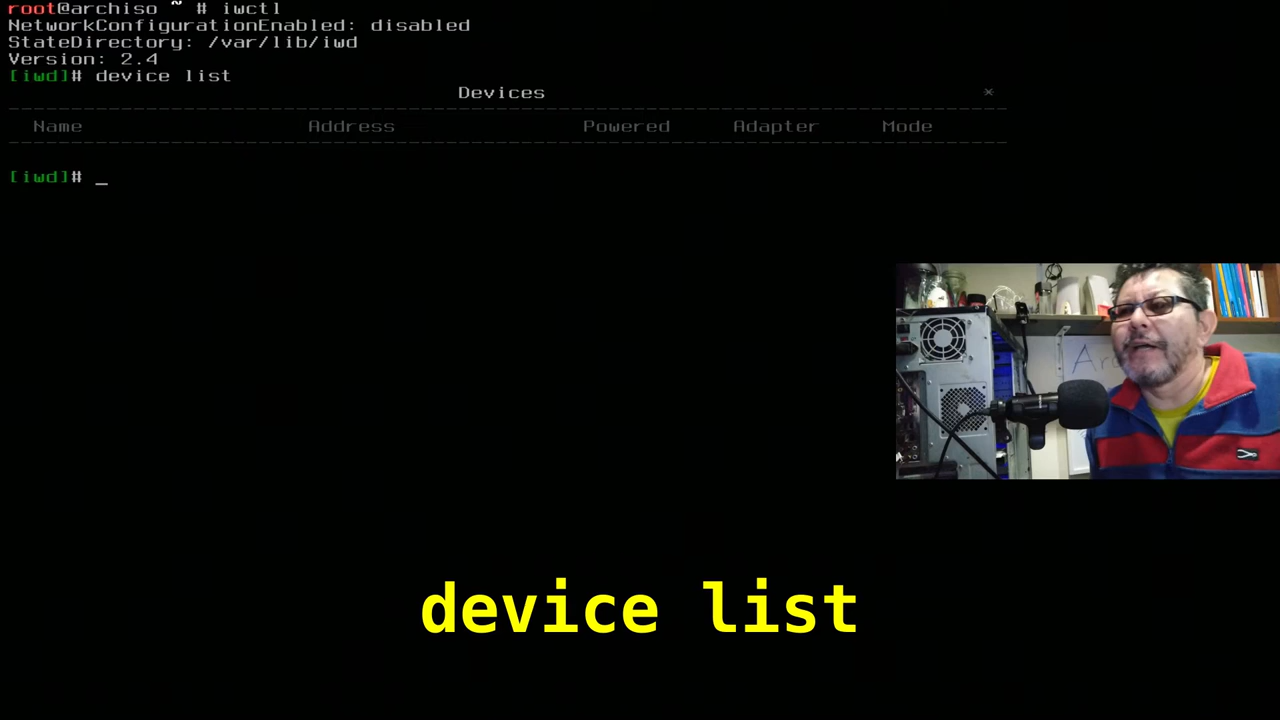 root@archiso ~ # iwctl
NetworkConfigurationEnabled: disabled
StateDirectory: /var/lib/iwd
Version: 2.4
[iwd]# device list
Devices *
Name Address Powered Adapter Mode
[iwd]# _
device list